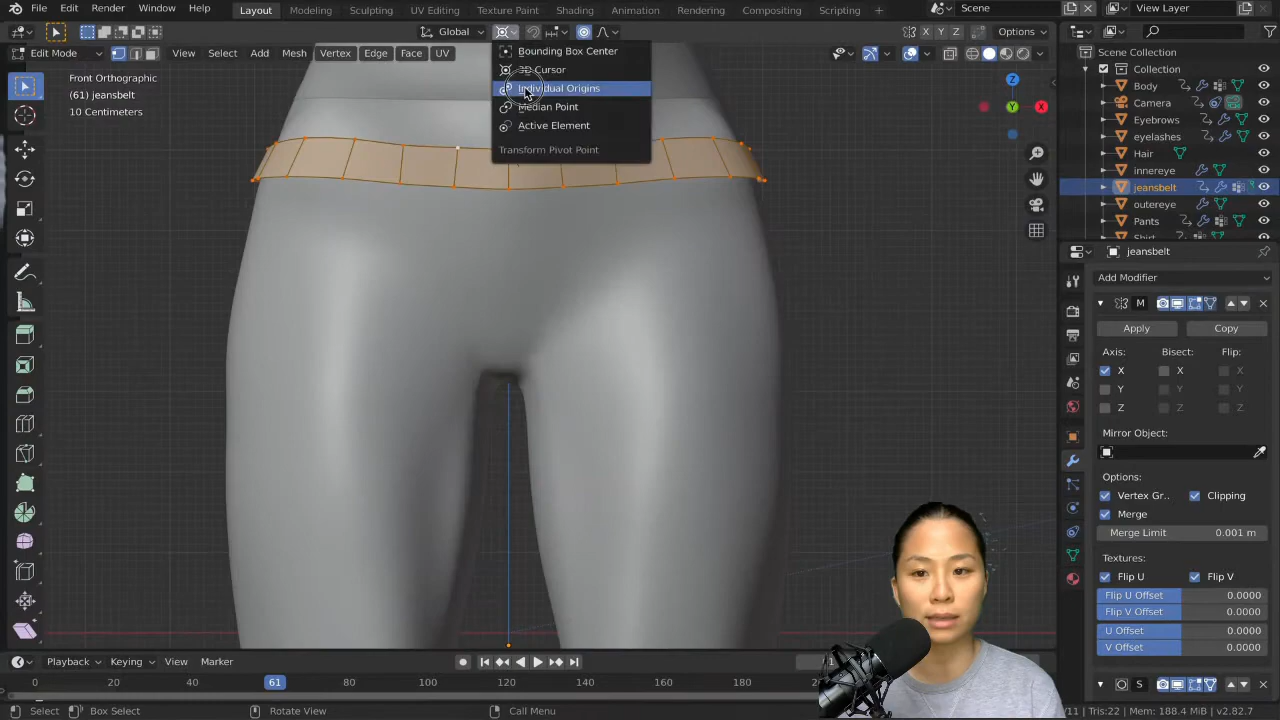 File Edit Render Window Help Layout Modeling Sculpting UV Editing Texture Paint Shading Animation Rendering Compositing Scripting + Scene View Layer
Global Options
Edit Mode View Select Add Mesh Vertex Edge Face UV X Y Z
Front Orthographic
(61) jeansbelt
10 Centimeters
Bounding Box Center
3D Cursor
Individual Origins
Median Point
Active Element
Transform Pivot Point
Z
X
Scene Collection
Collection
Body
Camera
Eyebrows
eyelashes
Hair
innereye
jeansbelt
outereye
Pants
Shirt
jeansbelt
Add Modifier
M
Apply Copy
Axis: Bisect: Flip:
X X X
Y Y Y
Z Z Z
Mirror Object:
Options:
Vertex Gr.. Clipping
Merge
Merge Limit 0.001 m
Textures:
Flip U Flip V
Flip U Offset 0.0000
Flip V Offset 0.0000
U Offset 0.0000
V Offset 0.0000
S
Playback Keying View Marker
0 20 40 61 80 100 120 140 160 180
Select Box Select Rotate View Call Menu
/11 | Tris:22 | Mem: 188.4 MiB | v2.82.7